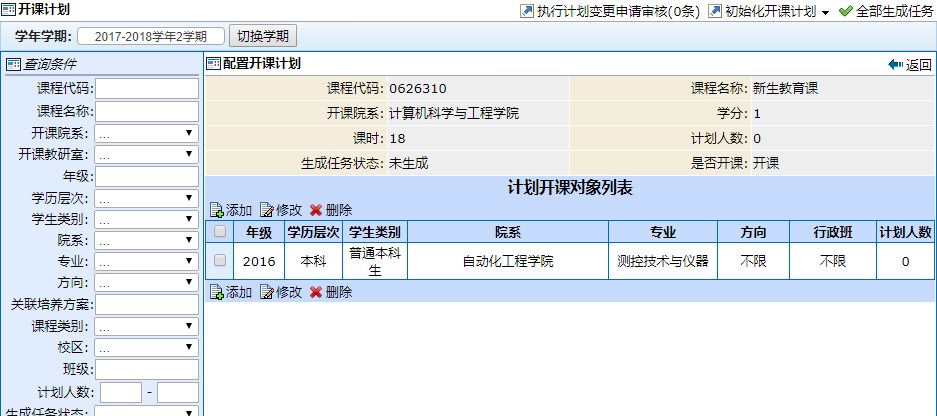 开课计划
执行计划变更申请审核(0条) 初始化开课计划 全部生成任务
学年学期: 2017-2018学年2学期 切换学期
查询条件
课程代码:
课程名称:
开课院系: ...
开课教研室: ...
年级:
学历层次: ...
学生类别: ...
院系: ...
专业: ...
方向: ...
关联培养方案:
课程类别: ...
校区: ...
班级:
计划人数: -
生成任务状态: ...
配置开课计划 返回
课程代码: 0626310 课程名称: 新生教育课
开课院系: 计算机科学与工程学院 学分: 1
课时: 18 计划人数: 0
生成任务状态: 未生成 是否开课: 开课
计划开课对象列表
添加 修改 删除
年级 学历层次 学生类别 院系 专业 方向 行政班 计划人数
2016 本科 普通本科生 自动化工程学院 测控技术与仪器 不限 不限 0
添加 修改 删除